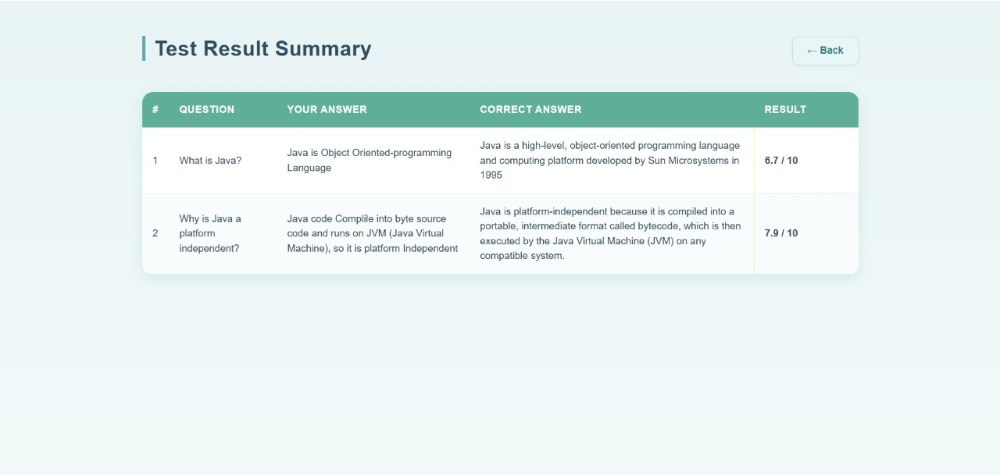 Test Result Summary
← Back
# QUESTION YOUR ANSWER CORRECT ANSWER RESULT
1
What is Java?
Java is Object Oriented-programming
Language
Java is a high-level, object-oriented programming language
and computing platform developed by Sun Microsystems in
1995
6.7 / 10
2
Why is Java a
platform
independent?
Java code Complile into byte source
code and runs on JVM (Java Virtual
Machine), so it is platform Independent
Java is platform-independent because it is compiled into a
portable, intermediate format called bytecode, which is then
executed by the Java Virtual Machine (JVM) on any
compatible system.
7.9 / 10